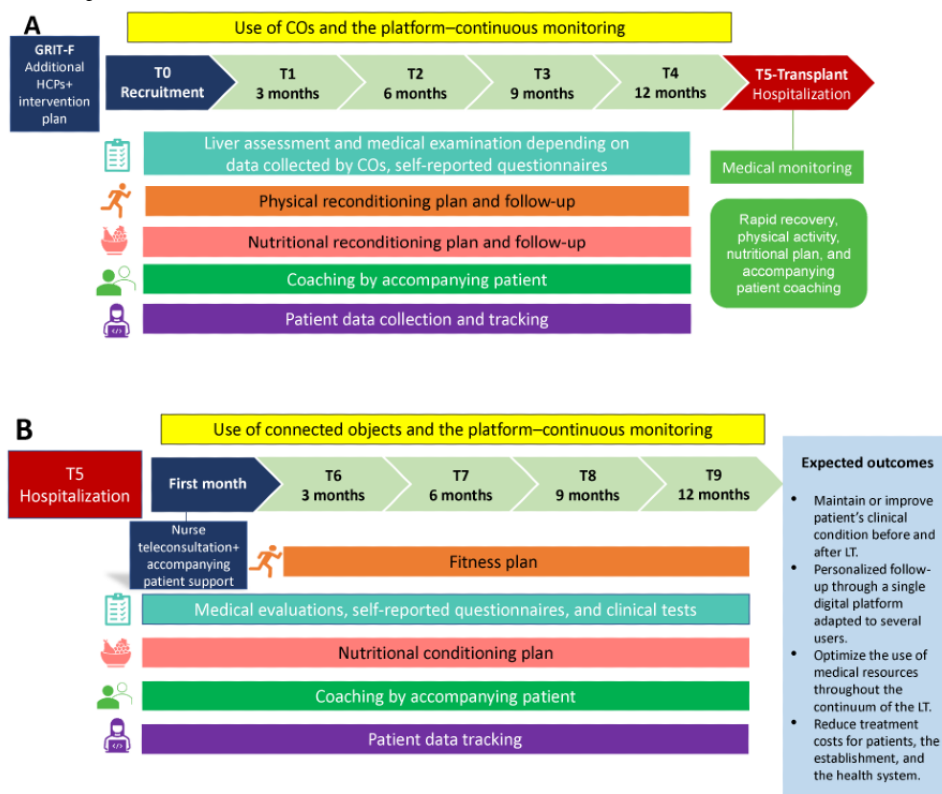 A
Use of COs and the platform–continuous monitoring
GRIT-F
Additional
HCPs+
intervention
plan
T0
Recruitment
T1
3 months
T2
6 months
T3
9 months
T4
12 months
T5-Transplant
Hospitalization
Liver assessment and medical examination depending on
data collected by COs, self-reported questionnaires
Physical reconditioning plan and follow-up
Nutritional reconditioning plan and follow-up
Coaching by accompanying patient
Patient data collection and tracking
Medical monitoring
Rapid recovery,
physical activity,
nutritional plan, and
accompanying
patient coaching
B
Use of connected objects and the platform–continuous monitoring
T5
Hospitalization
First month
T6
3 months
T7
6 months
T8
9 months
T9
12 months
Nurse
teleconsultation+
accompanying
patient support
Fitness plan
Medical evaluations, self-reported questionnaires, and clinical tests
Nutritional conditioning plan
Coaching by accompanying patient
Patient data tracking
Expected outcomes
• Maintain or improve
patient's clinical
condition before and
after LT.
• Personalized follow-
up through a single
digital platform
adapted to several
users.
• Optimize the use of
medical resources
throughout the
continuum of the LT.
• Reduce treatment
costs for patients, the
establishment, and
the health system.